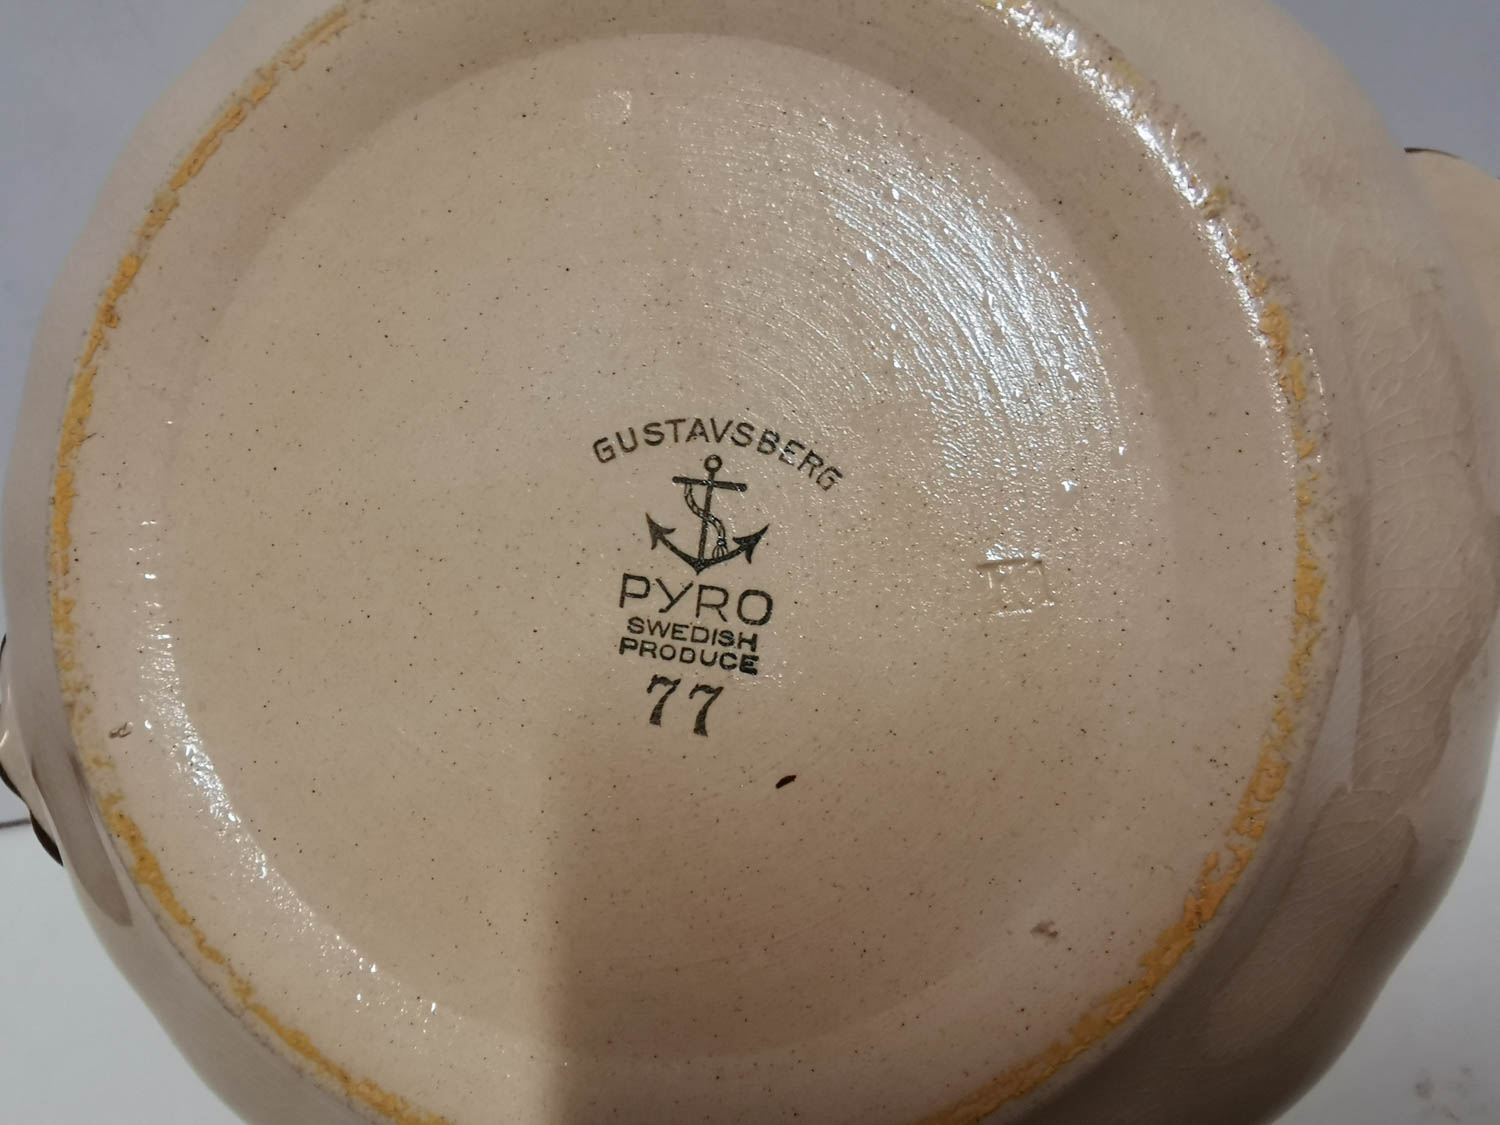 GUSTAVSBERG
PYRO
SWEDISH
PRODUCE
77